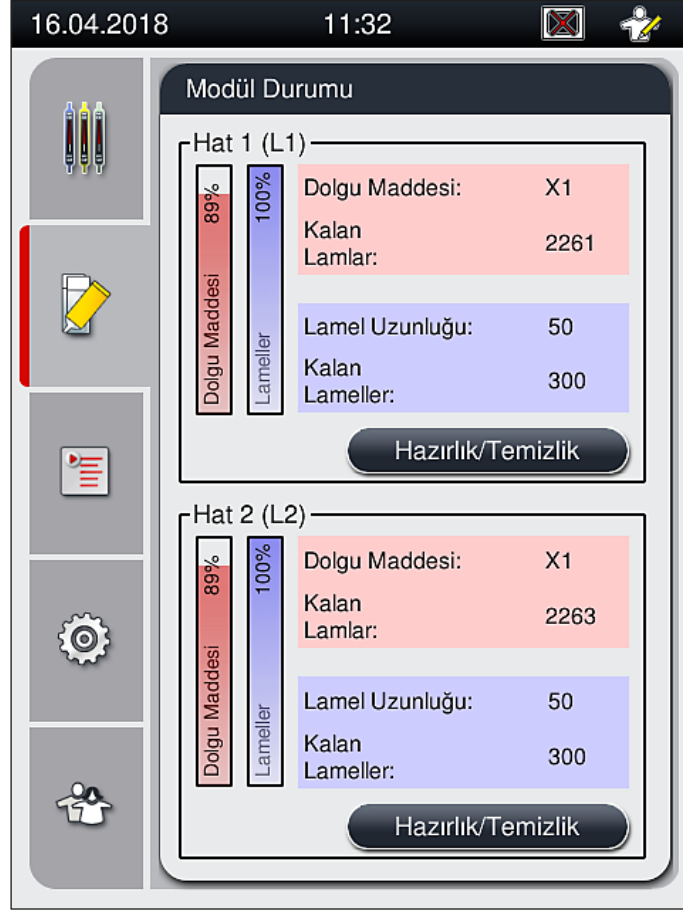 16.04.2018 11:32
Modül Durumu
Hat 1 (L1)
89%
Dolgu Maddesi
100%
Lameller
Dolgu Maddesi: X1
Kalan
Lamlar: 2261
Lamel Uzunluğu: 50
Kalan
Lameller: 300
Hazırlık/Temizlik
Hat 2 (L2)
89%
Dolgu Maddesi
100%
Lameller
Dolgu Maddesi: X1
Kalan
Lamlar: 2263
Lamel Uzunluğu: 50
Kalan
Lameller: 300
Hazırlık/Temizlik